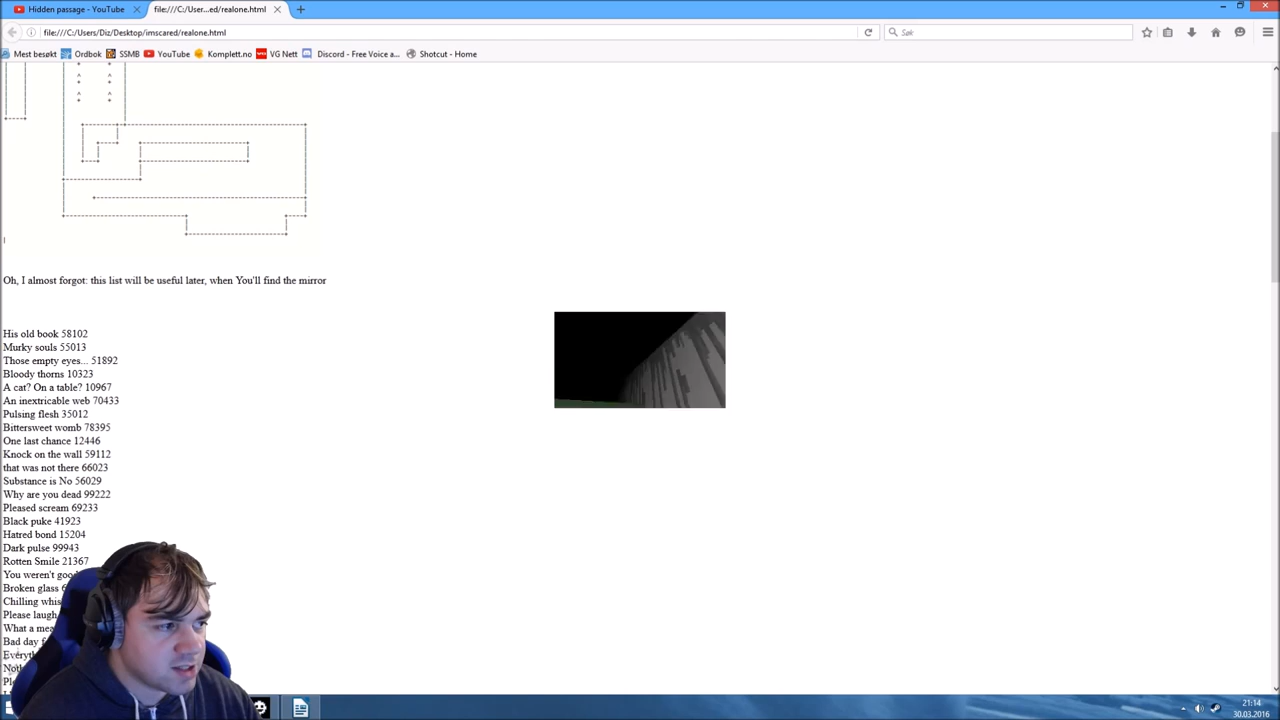 Hidden passage - YouTube
file:///C:/User...ed/realone.html
file:///C:/Users/Diz/Desktop/imscared/realone.html
Søk
Mest besøkt
Ordbok
SSMB
YouTube
Komplett.no
VG Nett
Discord - Free Voice a...
Shotcut - Home
Oh, I almost forgot: this list will be useful later, when You'll find the mirror
His old book 58102
Murky souls 55013
Those empty eyes... 51892
Bloody thorns 10323
A cat? On a table? 10967
An inextricable web 70433
Pulsing flesh 35012
Bittersweet womb 78395
One last chance 12446
Knock on the wall 59112
that was not there 66023
Substance is No 56029
Why are you dead 99222
Pleased scream 69233
Black puke 41923
Hatred bond 15204
Dark pulse 99943
Rotten Smile 21367
You weren't
Broken glass
Chilling
Please laugh
What a
Bad day
21:14
30.03.2016